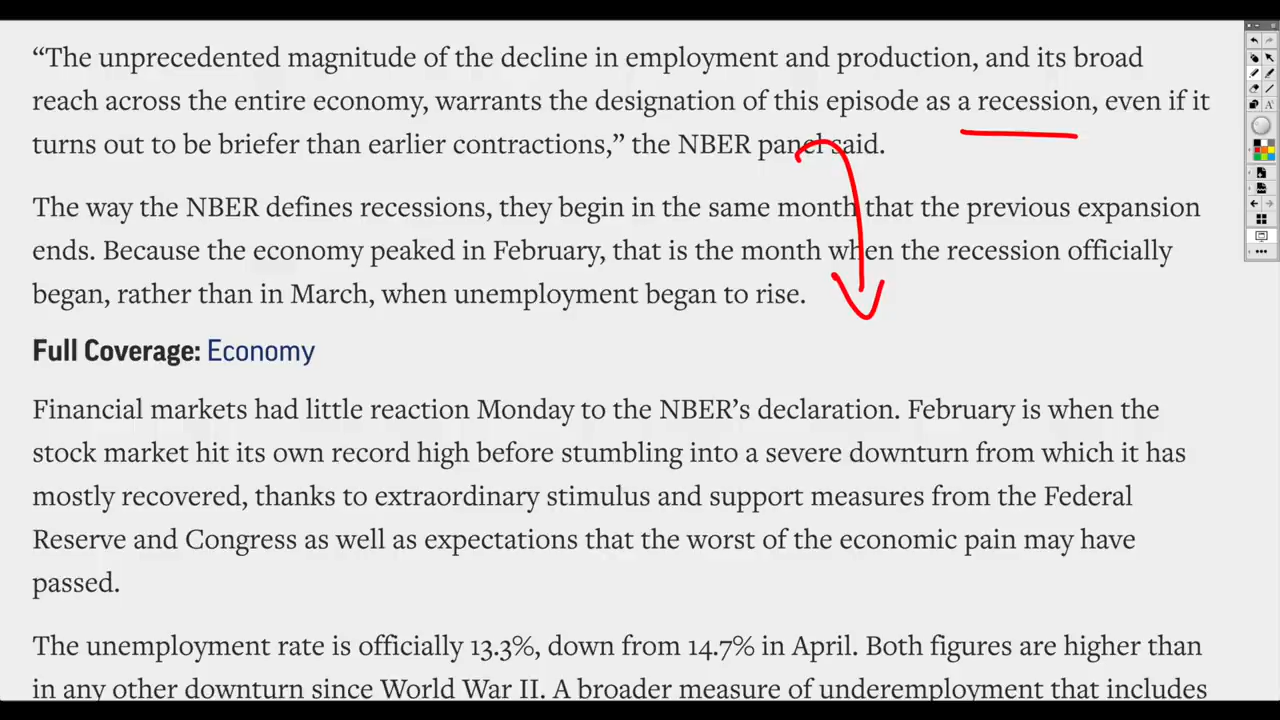 “The unprecedented magnitude of the decline in employment and production, and its broad
reach across the entire economy, warrants the designation of this episode as a recession, even if it
turns out to be briefer than earlier contractions,” the NBER panel said.
The way the NBER defines recessions, they begin in the same month that the previous expansion
ends. Because the economy peaked in February, that is the month when the recession officially
began, rather than in March, when unemployment began to rise.
Full Coverage: Economy
Financial markets had little reaction Monday to the NBER’s declaration. February is when the
stock market hit its own record high before stumbling into a severe downturn from which it has
mostly recovered, thanks to extraordinary stimulus and support measures from the Federal
Reserve and Congress as well as expectations that the worst of the economic pain may have
passed.
The unemployment rate is officially 13.3%, down from 14.7% in April. Both figures are higher than
in any other downturn since World War II. A broader measure of underemployment that includes